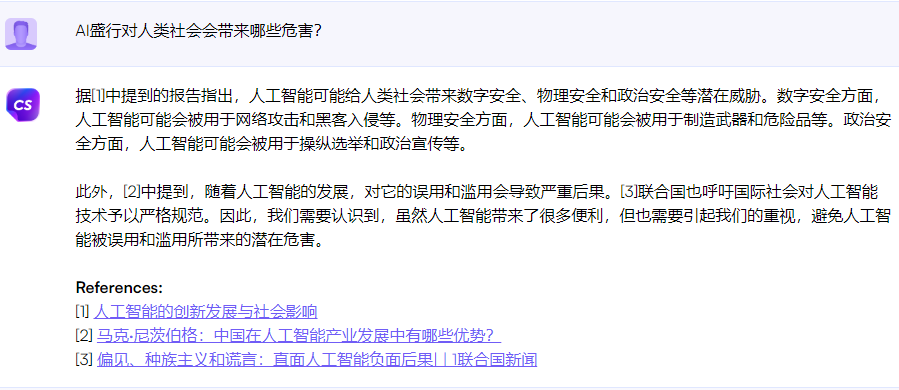 AI盛行对人类社会会带来哪些危害？
CS
据[1]中提到的报告指出，人工智能可能给人类社会带来数字安全、物理安全和政治安全等潜在威胁。数字安全方面，
人工智能可能会被用于网络攻击和黑客入侵等。物理安全方面，人工智能可能会被用于制造武器和危险品等。政治安
全方面，人工智能可能会被用于操纵选举和政治宣传等。
此外，[2]中提到，随着人工智能的发展，对它的误用和滥用会导致严重后果。[3]联合国也呼吁国际社会对人工智能
技术予以严格规范。因此，我们需要认识到，虽然人工智能带来了很多便利，但也需要引起我们的重视，避免人工智
能被误用和滥用所带来的潜在危害。
References:
[1] 人工智能的创新发展与社会影响
[2] 马克·尼茨伯格：中国在人工智能产业发展中有哪些优势？
[3] 偏见、种族主义和谎言：直面人工智能负面后果| | 1联合国新闻